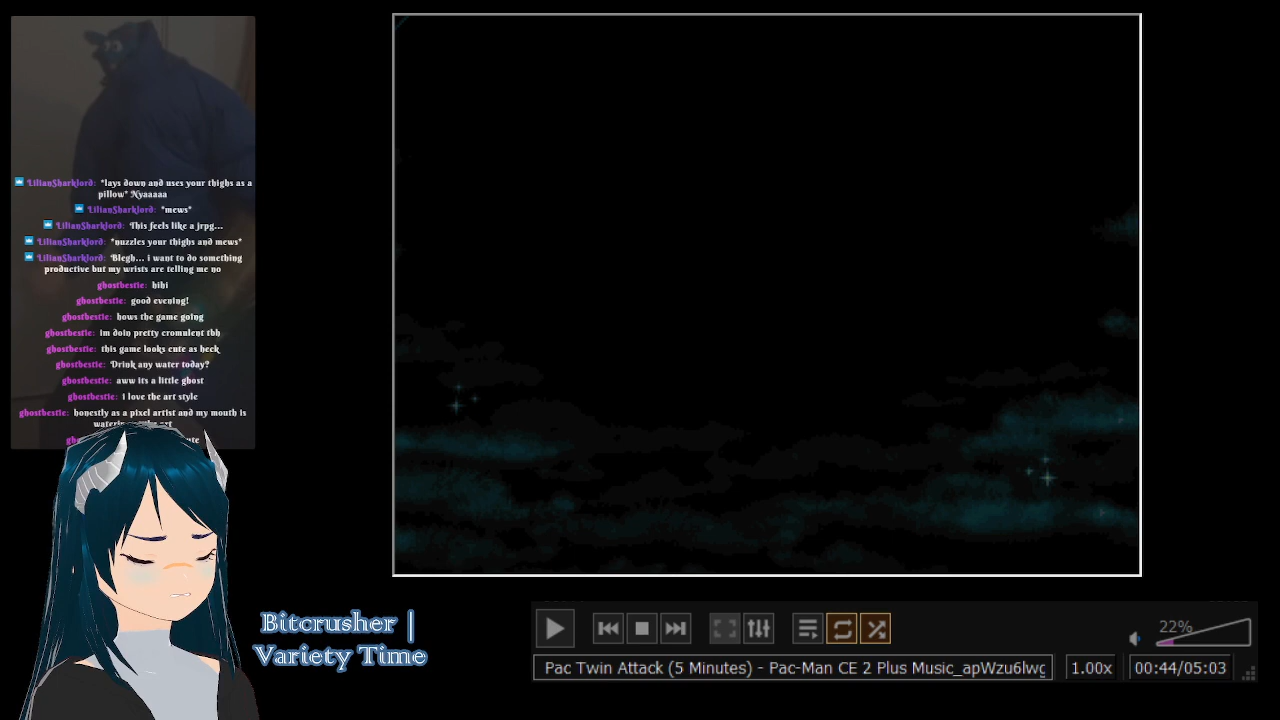 LilianSharklord: *lays down and uses your thighs as a
pillow* Nyaaaaa
LilianSharklord: *mews*
LilianSharklord: This feels like a jrpg...
LilianSharklord: *nuzzles your thighs and mews*
LilianSharklord: Blegh... i want to do something
productive but my wrists are telling me no
ghostbestie: hihi
ghostbestie: good evening!
ghostbestie: hows the game going
ghostbestie: im doin pretty cromulent tbh
ghostbestie: this game looks cute as heck
ghostbestie: Drink any water today?
ghostbestie: aww its a little ghost
ghostbestie: i love the art style
ghostbestie: honestly as a pixel artist and my mouth is
Bitcrusher |
Variety Time
22%
Pac Twin Attack (5 Minutes) - Pac-Man CE 2 Plus Music_apWzu6lwg
1.00x
00:44/05:03